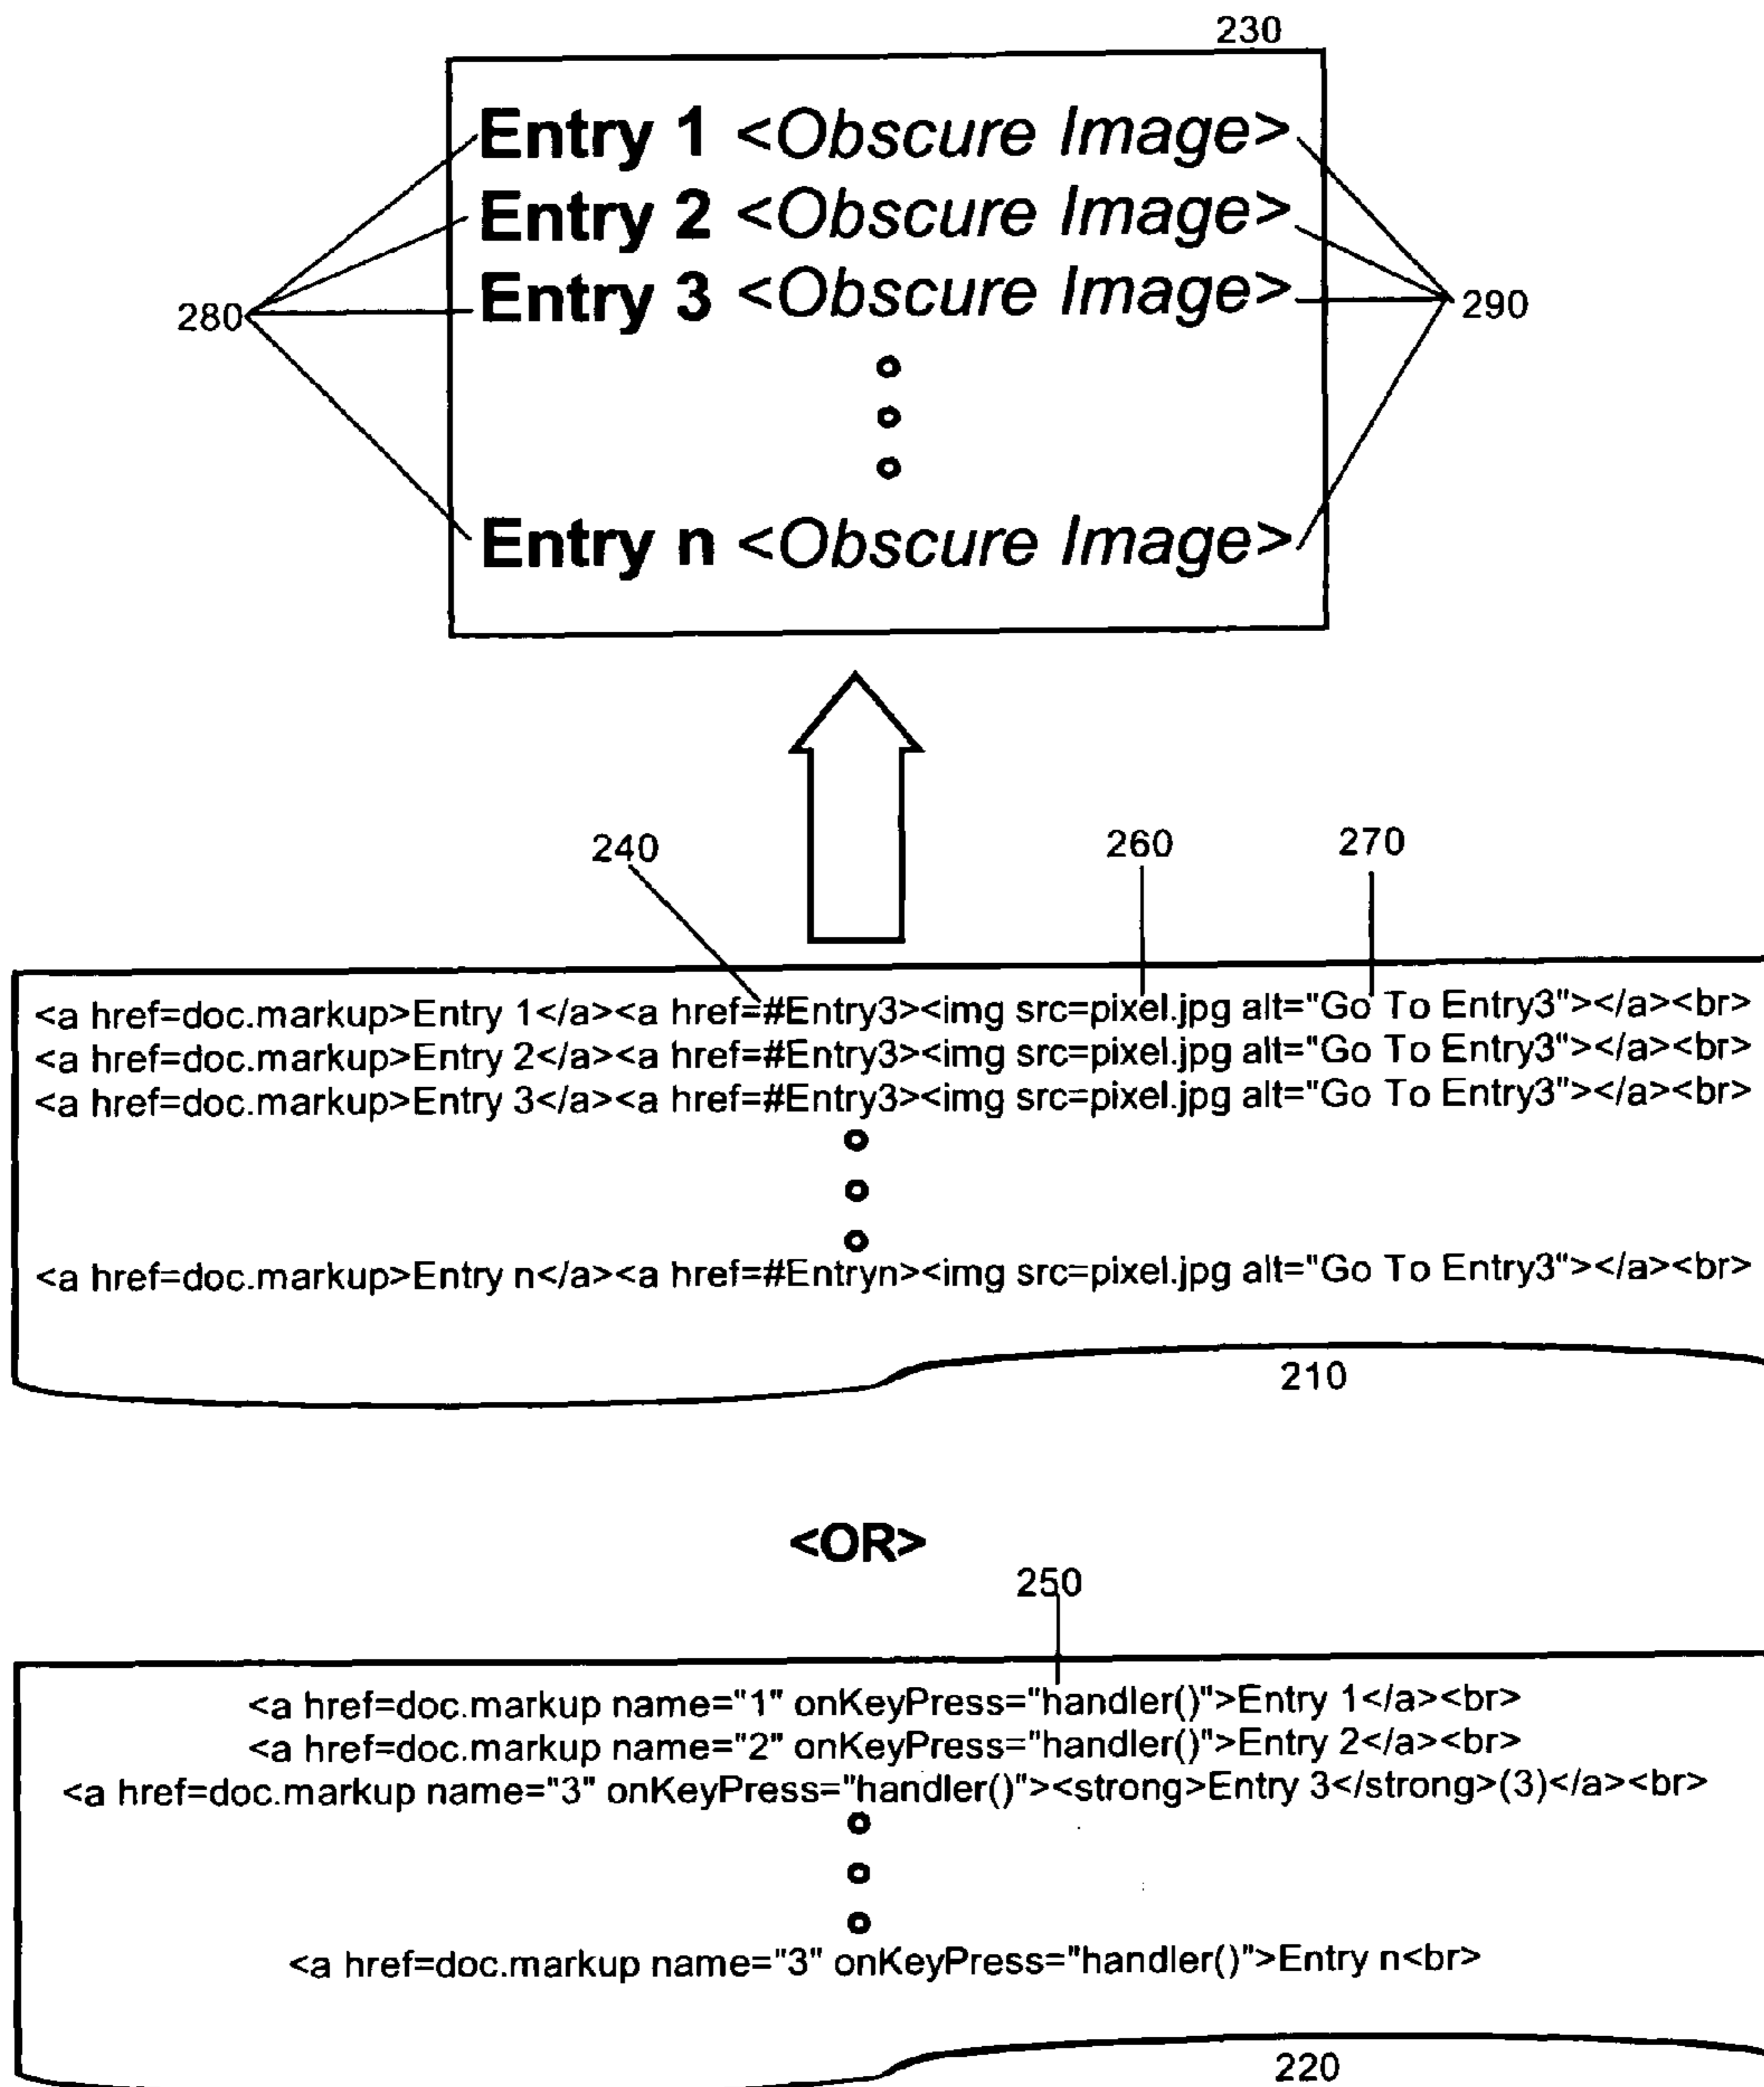 230
Entry 1 <Obscure Image>
Entry 2 <Obscure Image>
Entry 3 <Obscure Image>
280
290
Entry n <Obscure Image>
240
260
270
<a href=doc.markup>Entry 1</a><a href=#Entry3><img src=pixel.jpg alt="Go To Entry3"></a><br>
<a href=doc.markup>Entry 2</a><a href=#Entry3><img src=pixel.jpg alt="Go To Entry3"></a><br>
<a href=doc.markup>Entry 3</a><a href=#Entry3><img src=pixel.jpg alt="Go To Entry3"></a><br>
<a href=doc.markup>Entry n</a><a href=#Entryn><img src=pixel.jpg alt="Go To Entry3"></a><br>
210
<OR>
250
<a href=doc.markup name="1" onKeyPress="handler()">Entry 1</a><br>
<a href=doc.markup name="2" onKeyPress="handler()">Entry 2</a><br>
<a href=doc.markup name="3" onKeyPress="handler()"><strong>Entry 3</strong>(3)</a><br>
<a href=doc.markup name="3" onKeyPress="handler()">Entry n<br>
220